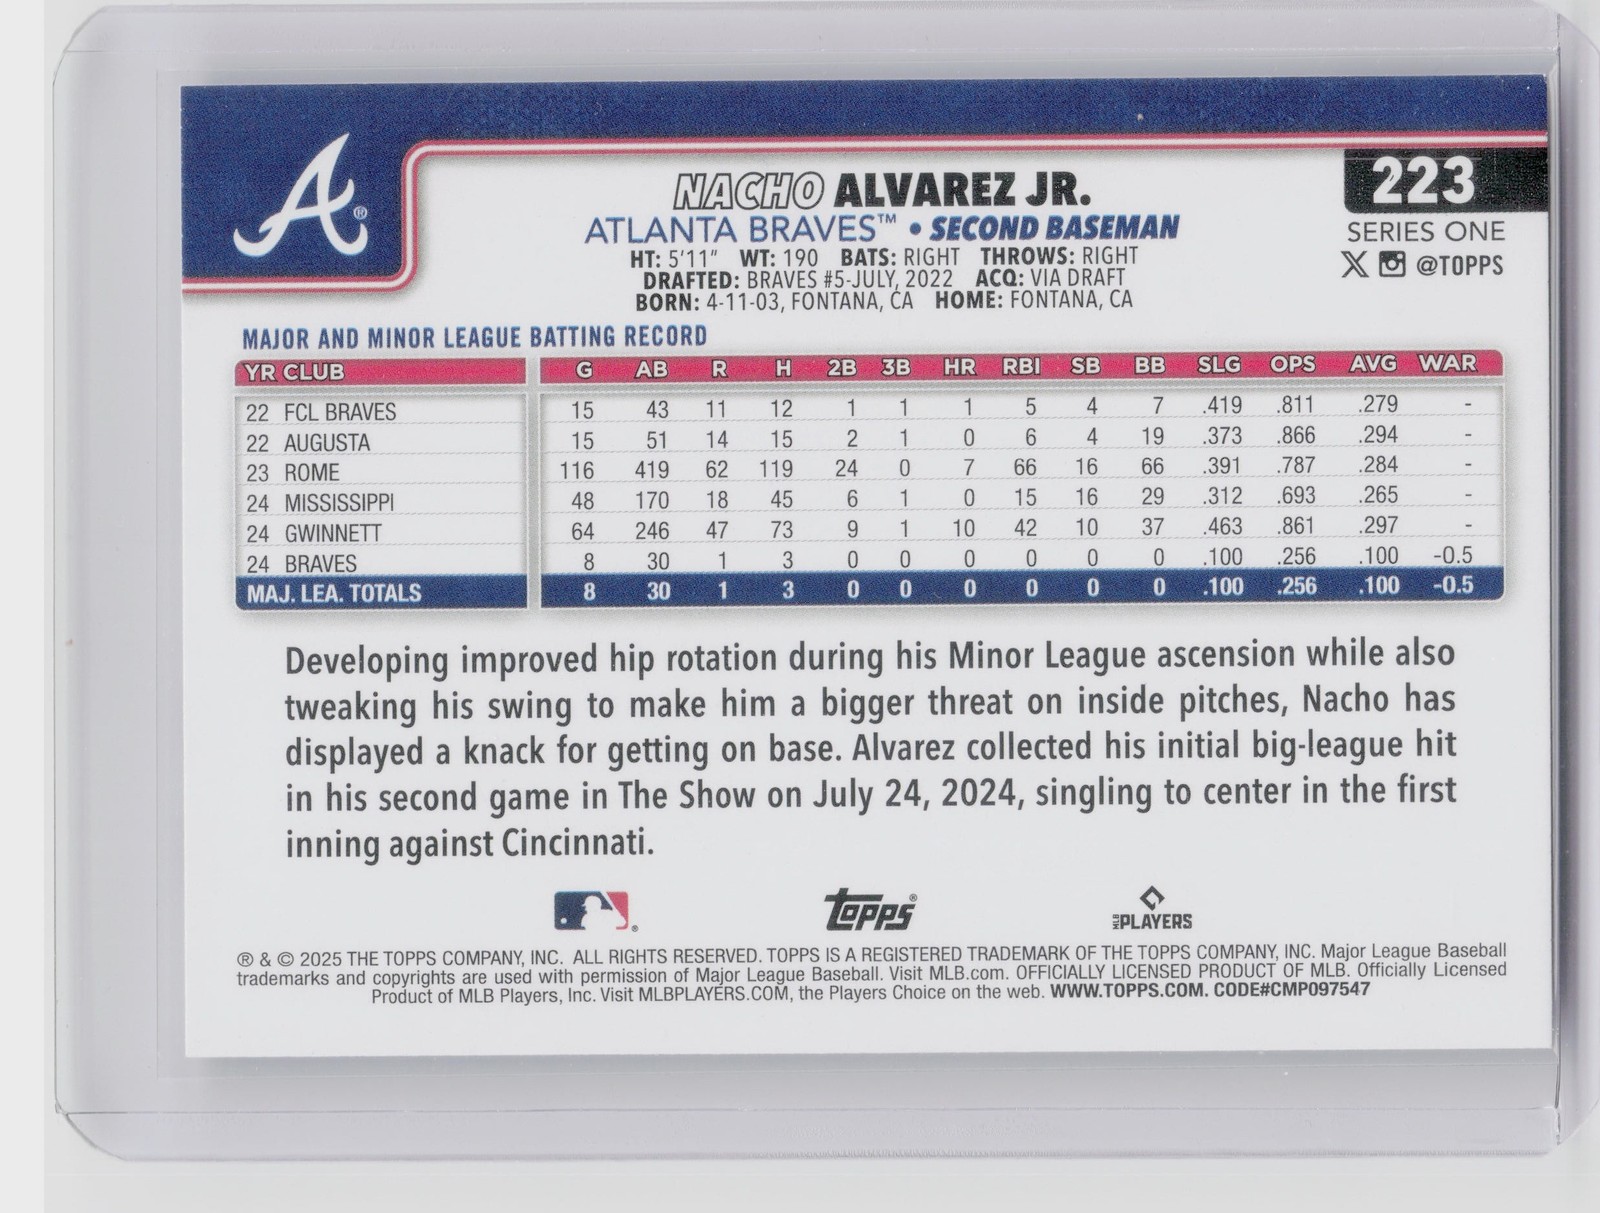 A®
223
NACHO ALVAREZ JR.
ATLANTA BRAVES™ • SECOND BASEMAN
SERIES ONE
HT: 5'11" WT: 190 BATS: RIGHT THROWS: RIGHT
@TOPPS
DRAFTED: BRAVES #5-JULY, 2022 ACQ: VIA DRAFT
BORN: 4-11-03, FONTANA, CA HOME: FONTANA, CA
MAJOR AND MINOR LEAGUE BATTING RECORD
YR CLUB G AB R H 2B 3B HR RBI SB BB SLG OPS AVG WAR
22 FCL BRAVES 15 43 11 12 1 1 1 5 4 7 .419 .811 .279 -
22 AUGUSTA 15 51 14 15 2 1 0 6 4 19 .373 .866 .294 -
23 ROME 116 419 62 119 24 0 7 66 16 66 .391 .787 .284 -
24 MISSISSIPPI 48 170 18 45 6 1 0 15 16 29 .312 .693 .265 -
24 GWINNETT 64 246 47 73 9 1 10 42 10 37 .463 .861 .297 -
24 BRAVES 8 30 1 3 0 0 0 0 0 0 .100 .256 .100 -0.5
MAJ. LEA. TOTALS 8 30 1 3 0 0 0 0 0 0 .100 .256 .100 -0.5
Developing improved hip rotation during his Minor League ascension while also
tweaking his swing to make him a bigger threat on inside pitches, Nacho has
displayed a knack for getting on base. Alvarez collected his initial big-league hit
in his second game in The Show on July 24, 2024, singling to center in the first
inning against Cincinnati.
topps®
MLB PLAYERS
® & © 2025 THE TOPPS COMPANY, INC. ALL RIGHTS RESERVED. TOPPS IS A REGISTERED TRADEMARK OF THE TOPPS COMPANY, INC. Major League Baseball
trademarks and copyrights are used with permission of Major League Baseball. Visit MLB.com. OFFICIALLY LICENSED PRODUCT OF MLB. Officially Licensed
Product of MLB Players, Inc. Visit MLBPLAYERS.COM, the Players Choice on the web. WWW.TOPPS.COM. CODE#CMP097547